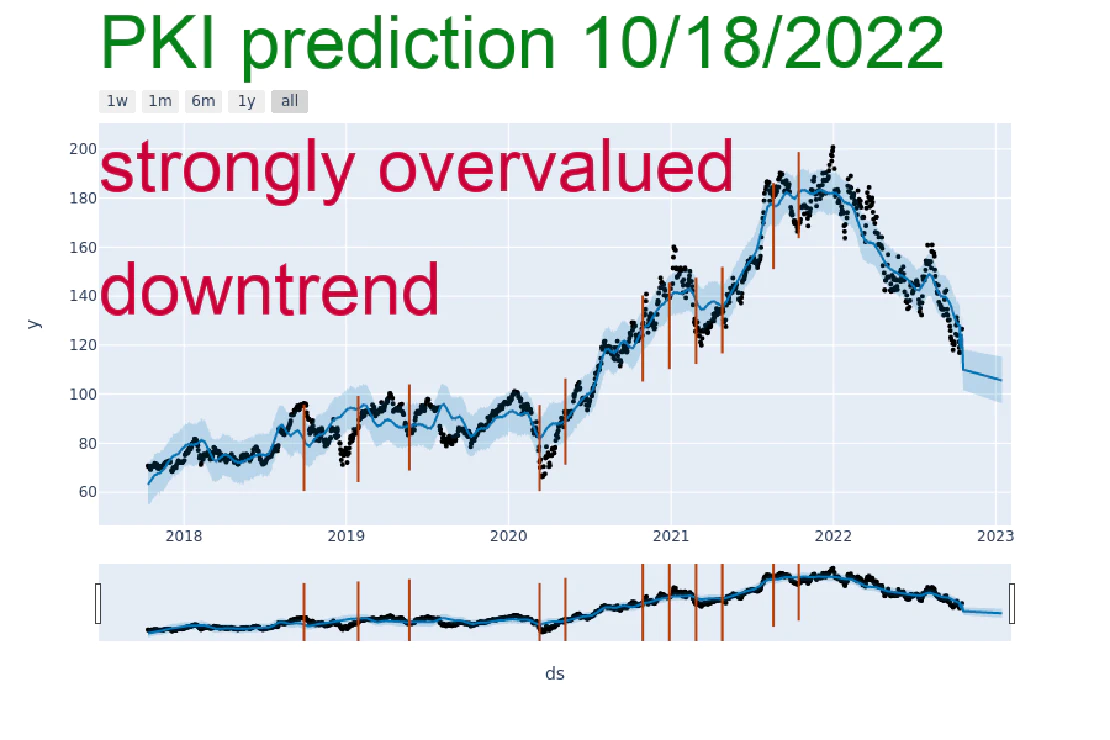 PKI prediction 10/18/2022
1w 1m 6m 1y all
strongly overvalued
downtrend
200
180
160
140
120
100
80
60
y
2018 2019 2020 2021 2022 2023
ds